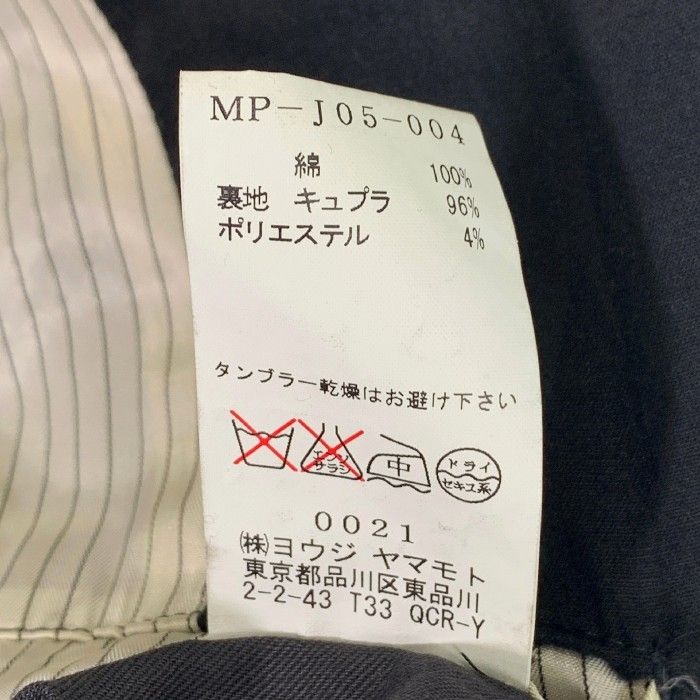 MP-J05-004
綿 100%
裏地 キュプラ 96%
ポリエステル 4%
タンブラー乾燥はお避け下さい
エンソ
サラシ
中
ドライ
セキユ系
0021
㈱ヨウジ ヤマモト
東京都品川区東品川
2-2-43 T33 QCR-Y